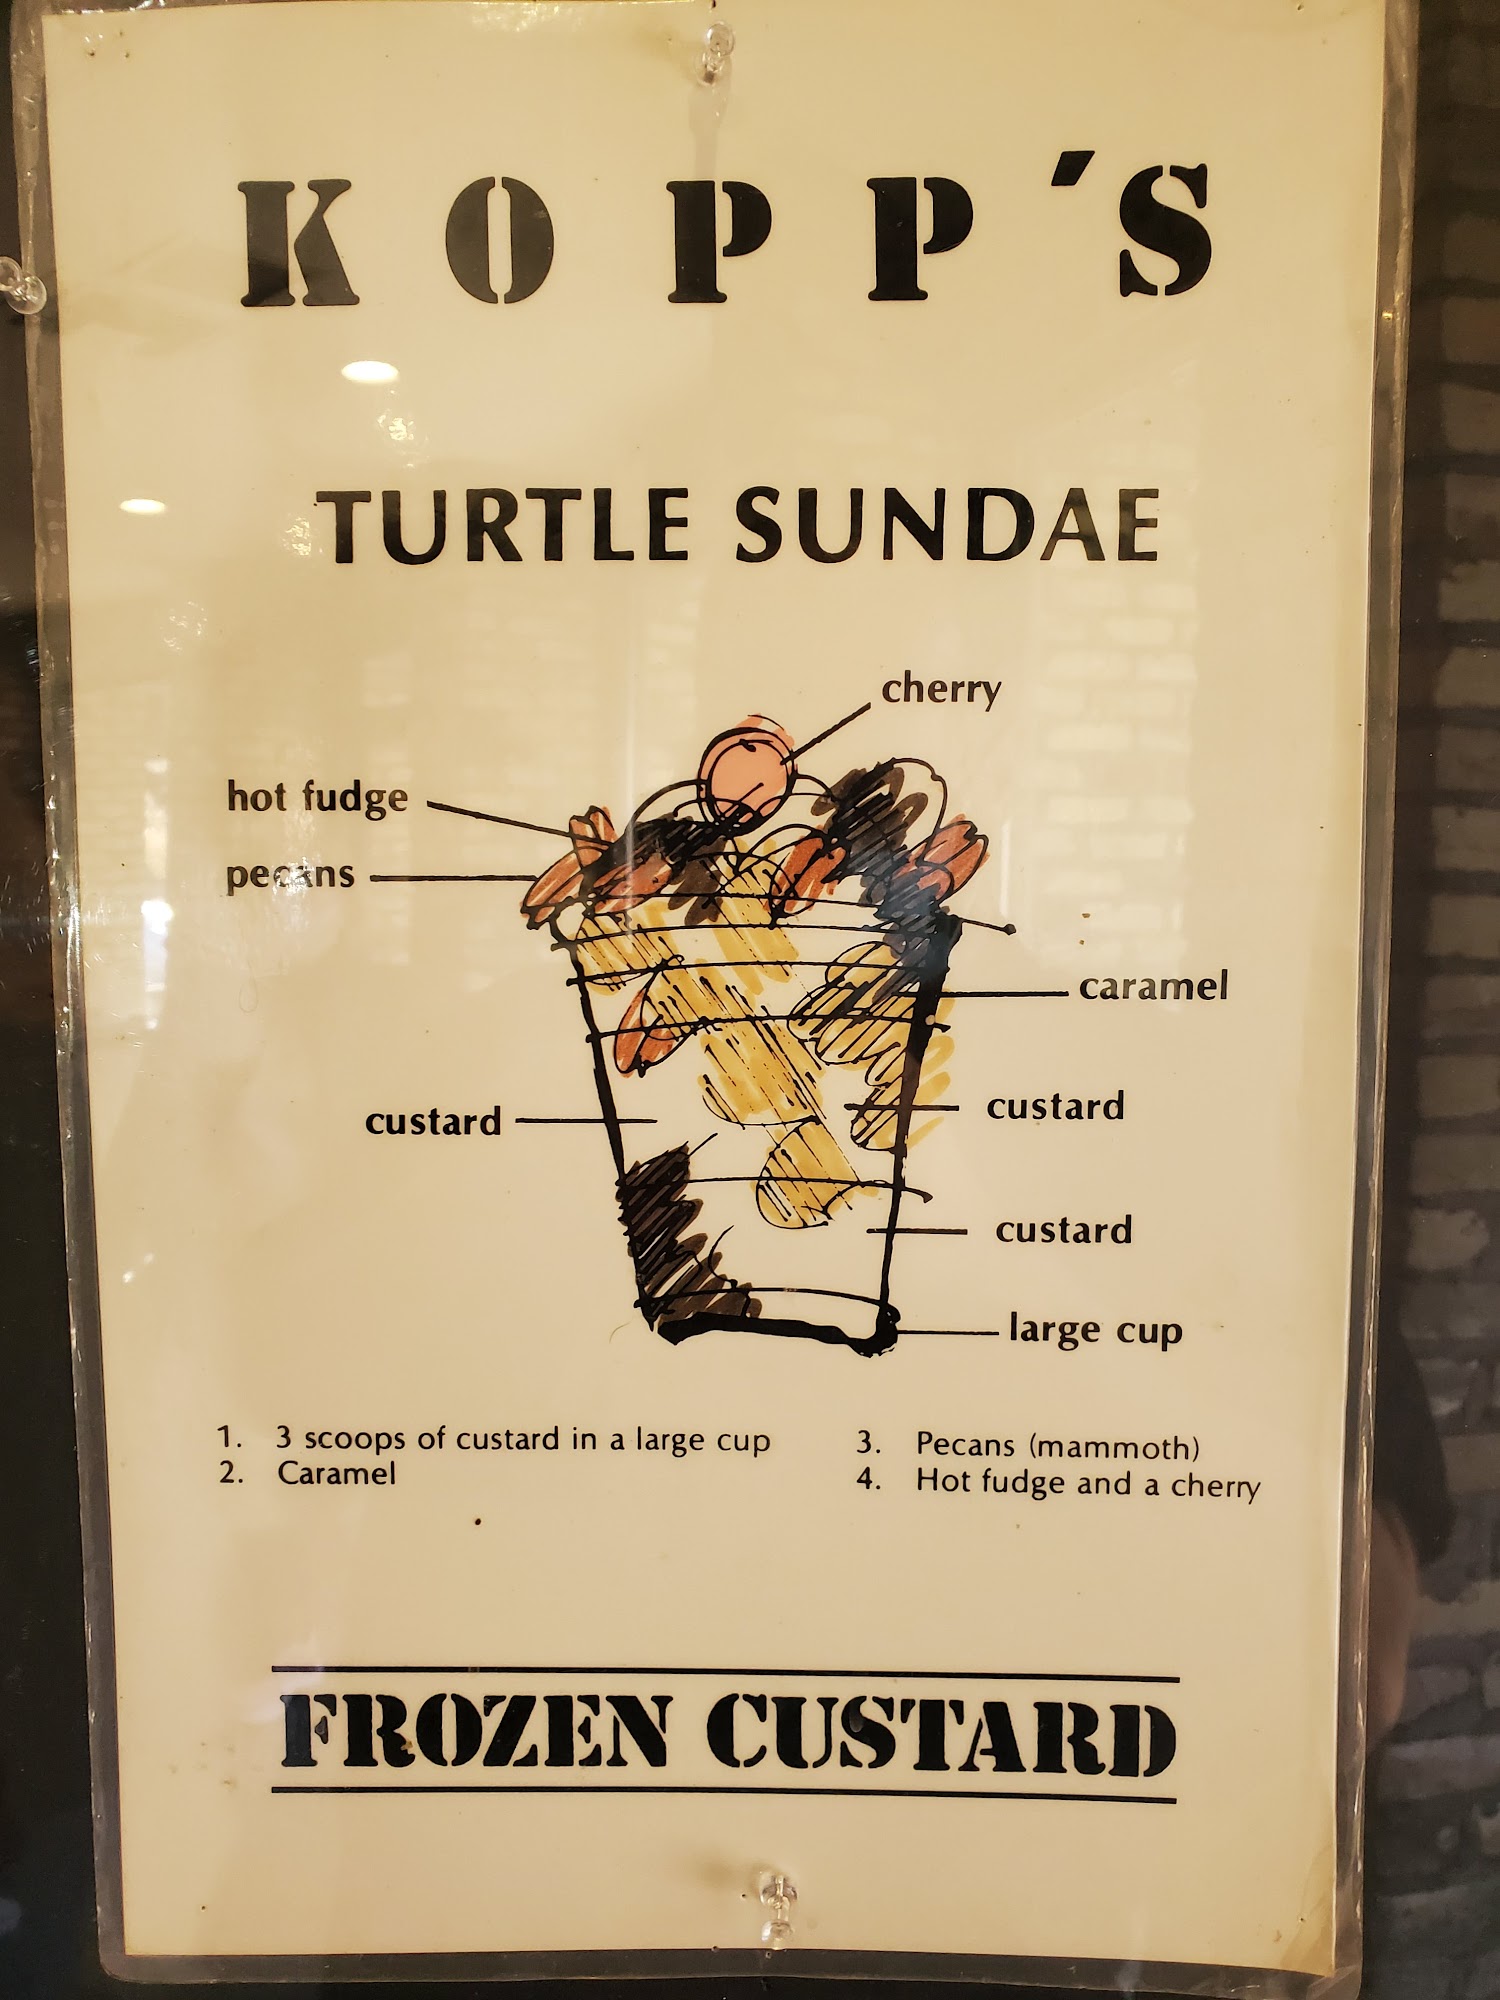 KOPP'S
TURTLE SUNDAE
cherry
hot fudge
pecans
caramel
custard
custard
custard
large cup
1. 3 scoops of custard in a large cup
2. Caramel
3. Pecans (mammoth)
4. Hot fudge and a cherry
FROZEN CUSTARD